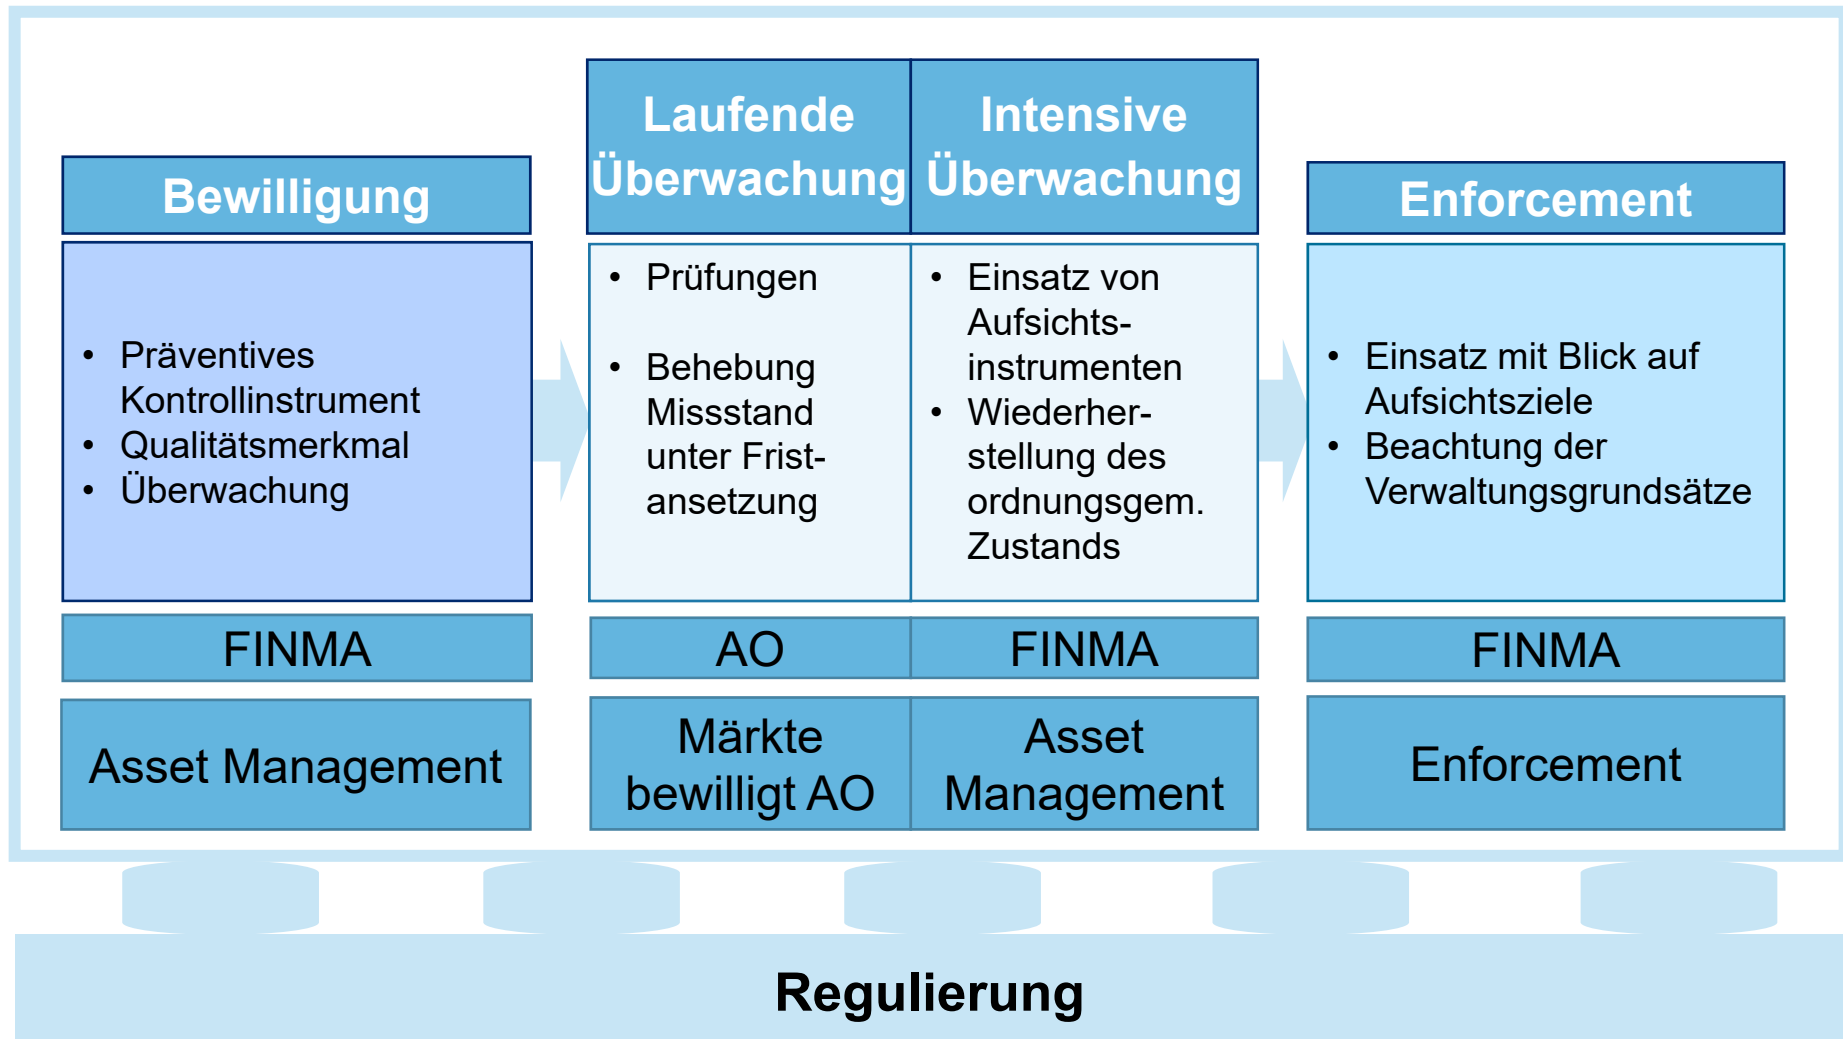 Bewilligung
• Präventives
Kontrollinstrument
• Qualitätsmerkmal
• Überwachung
FINMA
Asset Management
Laufende
Überwachung
• Prüfungen
• Behebung
Missstand
unter Frist-
ansetzung
AO
Märkte
bewilligt AO
Intensive
Überwachung
• Einsatz von
Aufsichts-
instrumenten
• Wiederher-
stellung des
ordnungsgem.
Zustands
FINMA
Asset
Management
Enforcement
• Einsatz mit Blick auf
Aufsichtsziele
• Beachtung der
Verwaltungsgrundsätze
FINMA
Enforcement
Regulierung